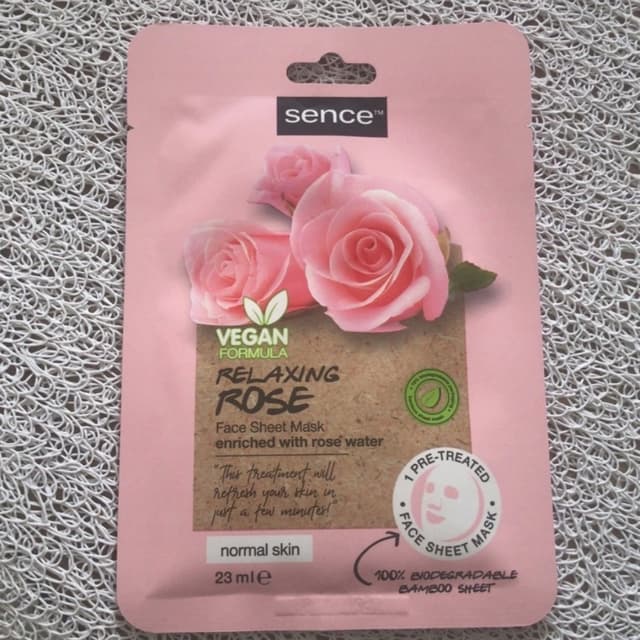 sence™
VEGAN
FORMULA
RELAXING
ROSE
Face Sheet Mask
enriched with rose water
"This treatment will
refresh your skin in
just a few minutes!"
1 PRE-TREATED
• FACE SHEET MASK •
normal skin
23 ml ℮
100% BIODEGRADABLE
BAMBOO SHEET